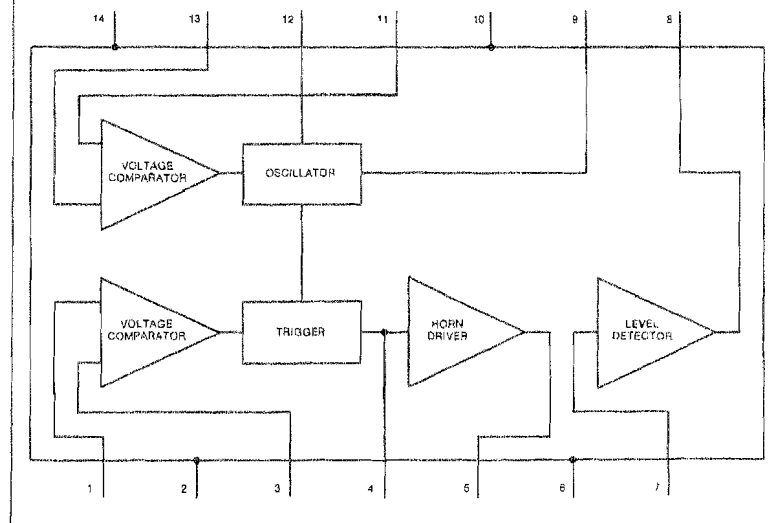 14 13 12 11 10 9 8
VOLTAGE
COMPARATOR
OSCILLATOR
VOLTAGE
COMPARATOR
TRIGGER
HORN
DRIVER
LEVEL
DETECTOR
1 2 3 4 5 6 7